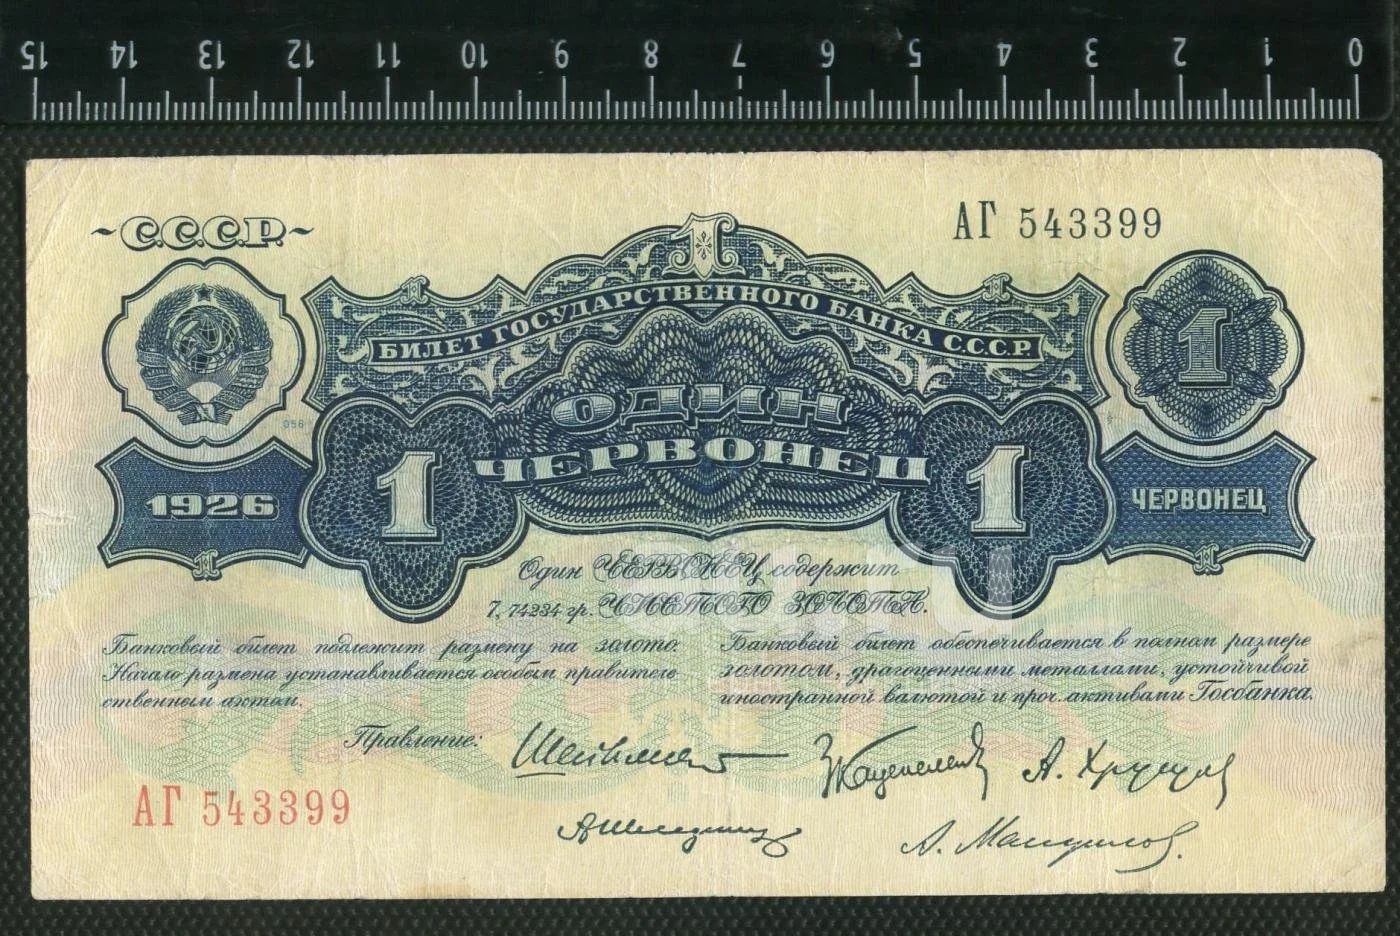 15 14 13 12 11 10 9 8 7 6 5 4 3 2 1 0
~С.С.С.Р.~
АГ 543399
1
БИЛЕТ ГОСУДАРСТВЕННОГО БАНКА С.С.С.Р.
1
ОДИН
ЧЕРВОНЕЦ
056
1926
1
1
ЧЕРВОНЕЦ
Один ЧЕРВОНЕЦ содержит
7,74234 гр. ЧИСТОГО ЗОЛОТА.
Банковый билет подлежит размену на золото.
Начало размена устанавливается особым правитель-
ственным актом.
Банковый билет обеспечивается в полном размере
золотом, драгоценными металлами, устойчивой
иностранной валютой и проч. активами Госбанка.
Правление:
АГ 543399